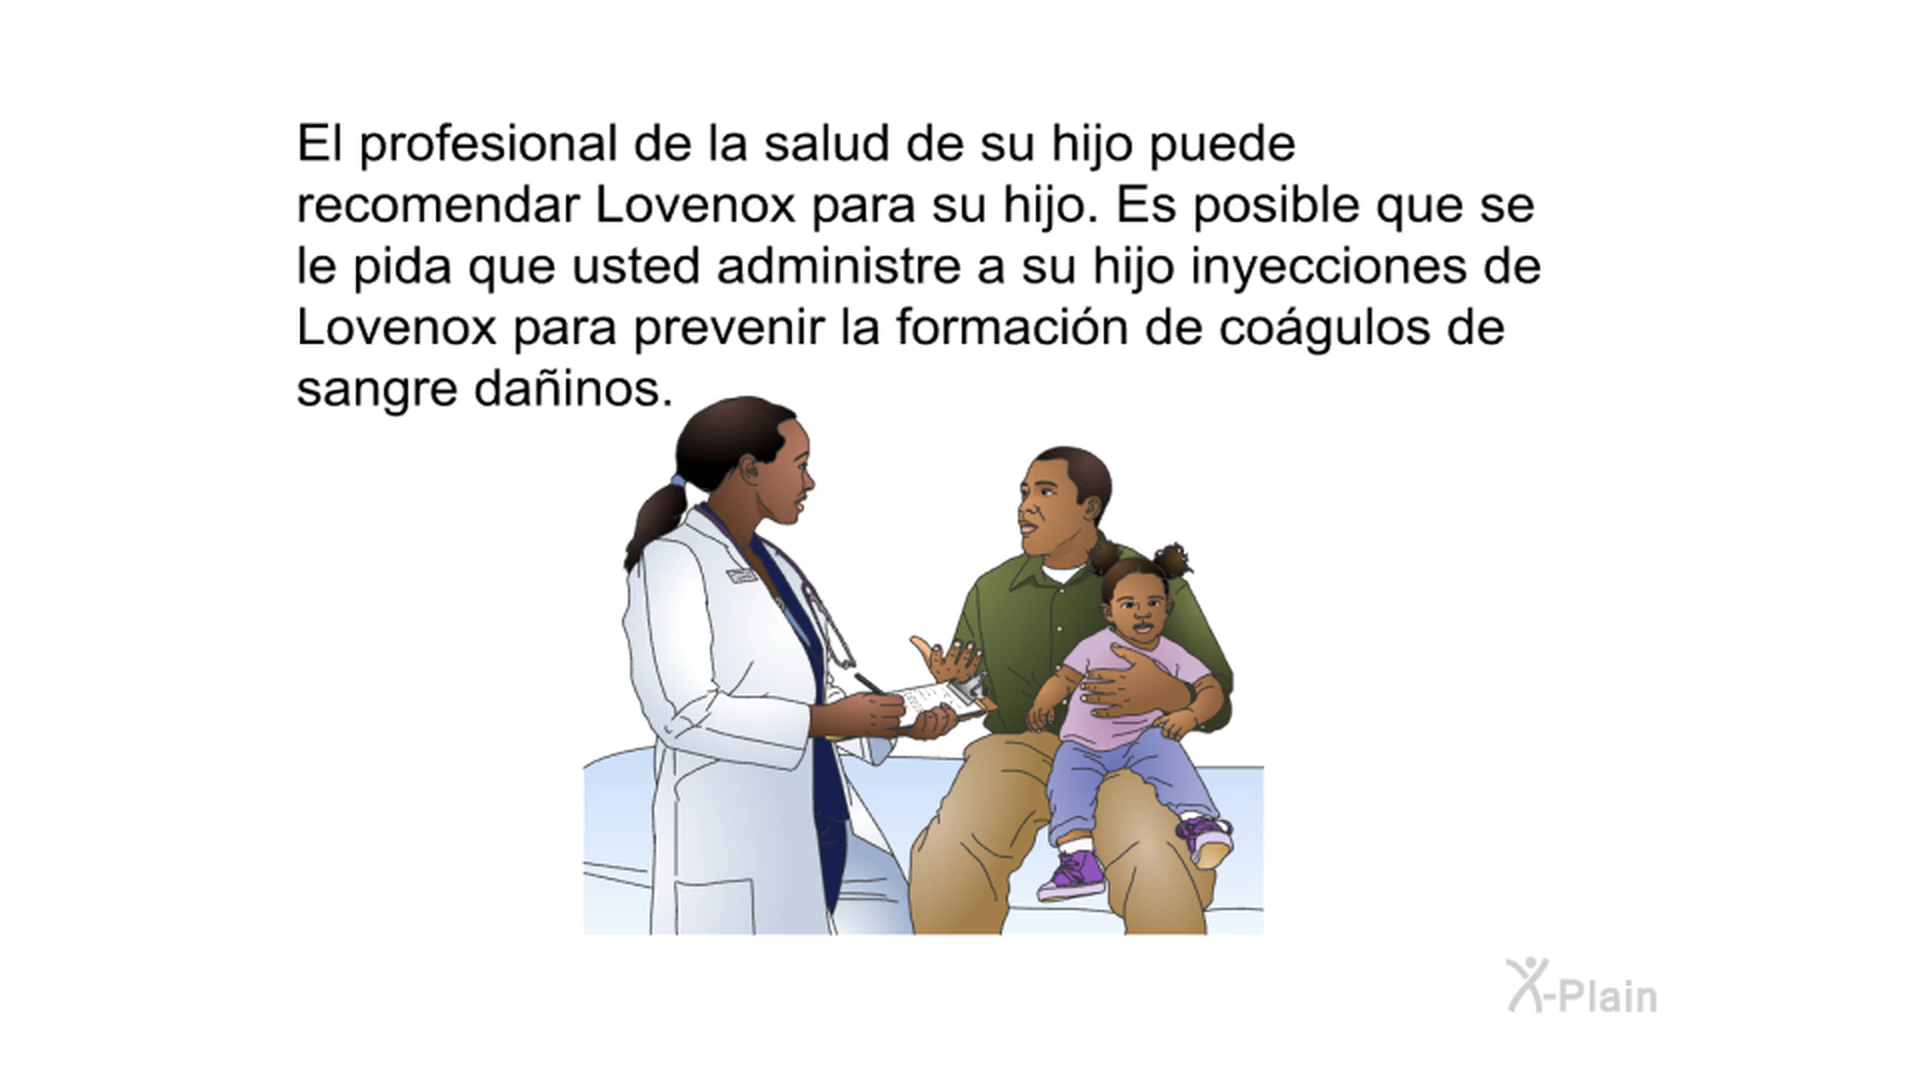 El profesional de la salud de su hijo puede
recomendar Lovenox para su hijo. Es posible que se
le pida que usted administre a su hijo inyecciones de
Lovenox para prevenir la formación de coágulos de
sangre dañinos.
X-Plain